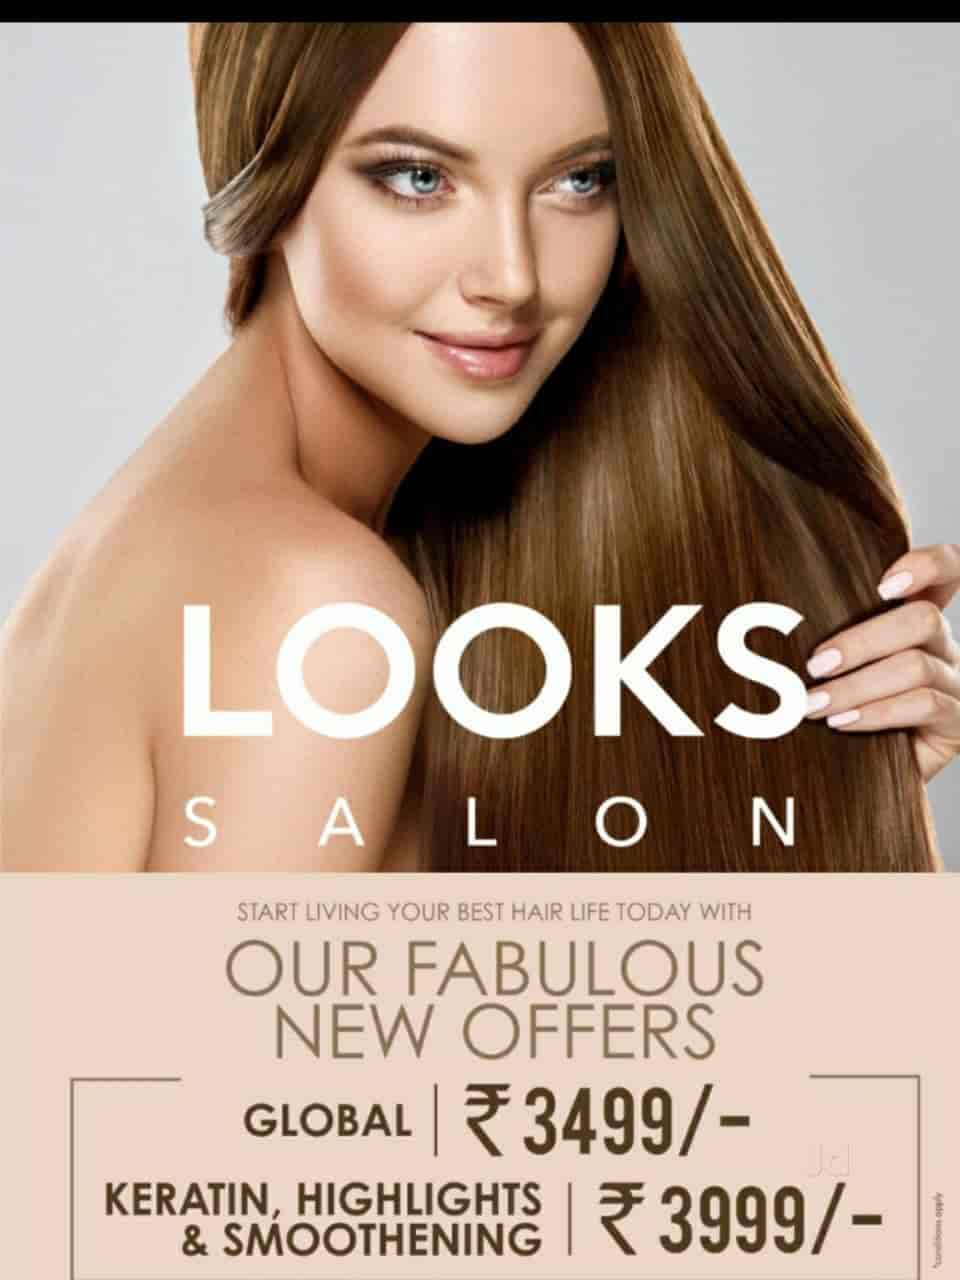 LOOKS
SALON
START LIVING YOUR BEST HAIR LIFE TODAY WITH
OUR FABULOUS
NEW OFFERS
GLOBAL | ₹3499/-
Jd
KERATIN, HIGHLIGHTS
& SMOOTHENING | ₹3999/-
*conditions apply